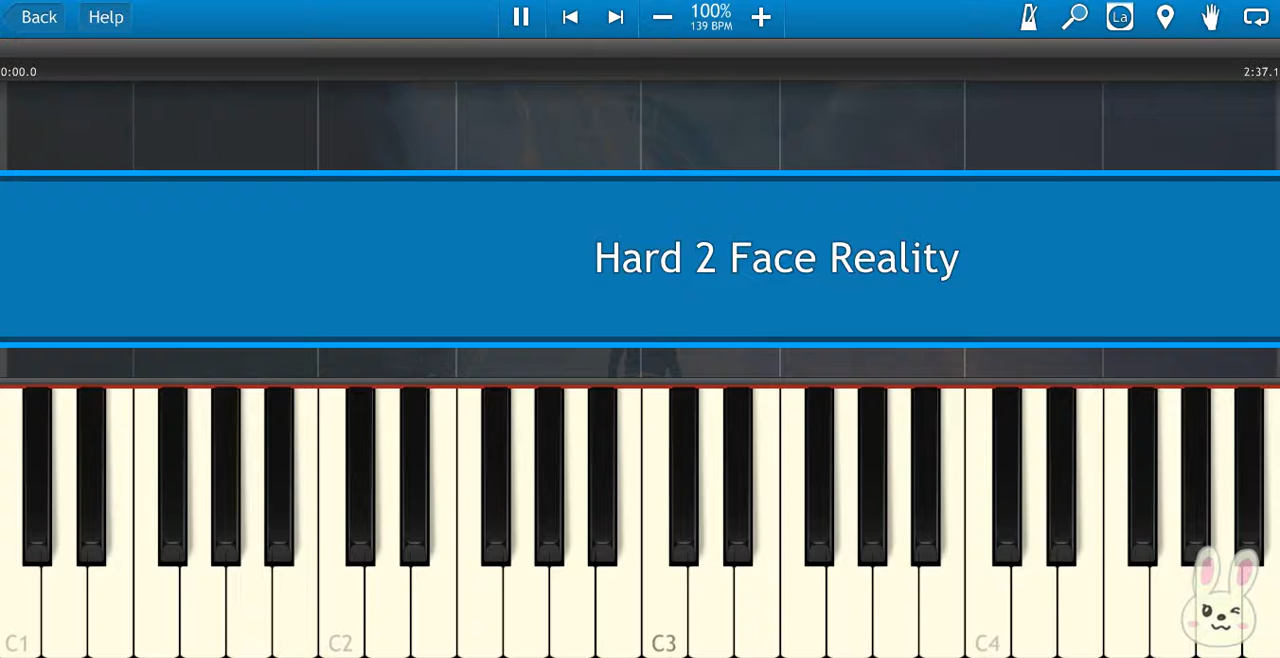 Back Help 100% La
139 BPM
0:00.0 2:37.1
Hard 2 Face Reality
C1 C2 C3 C4